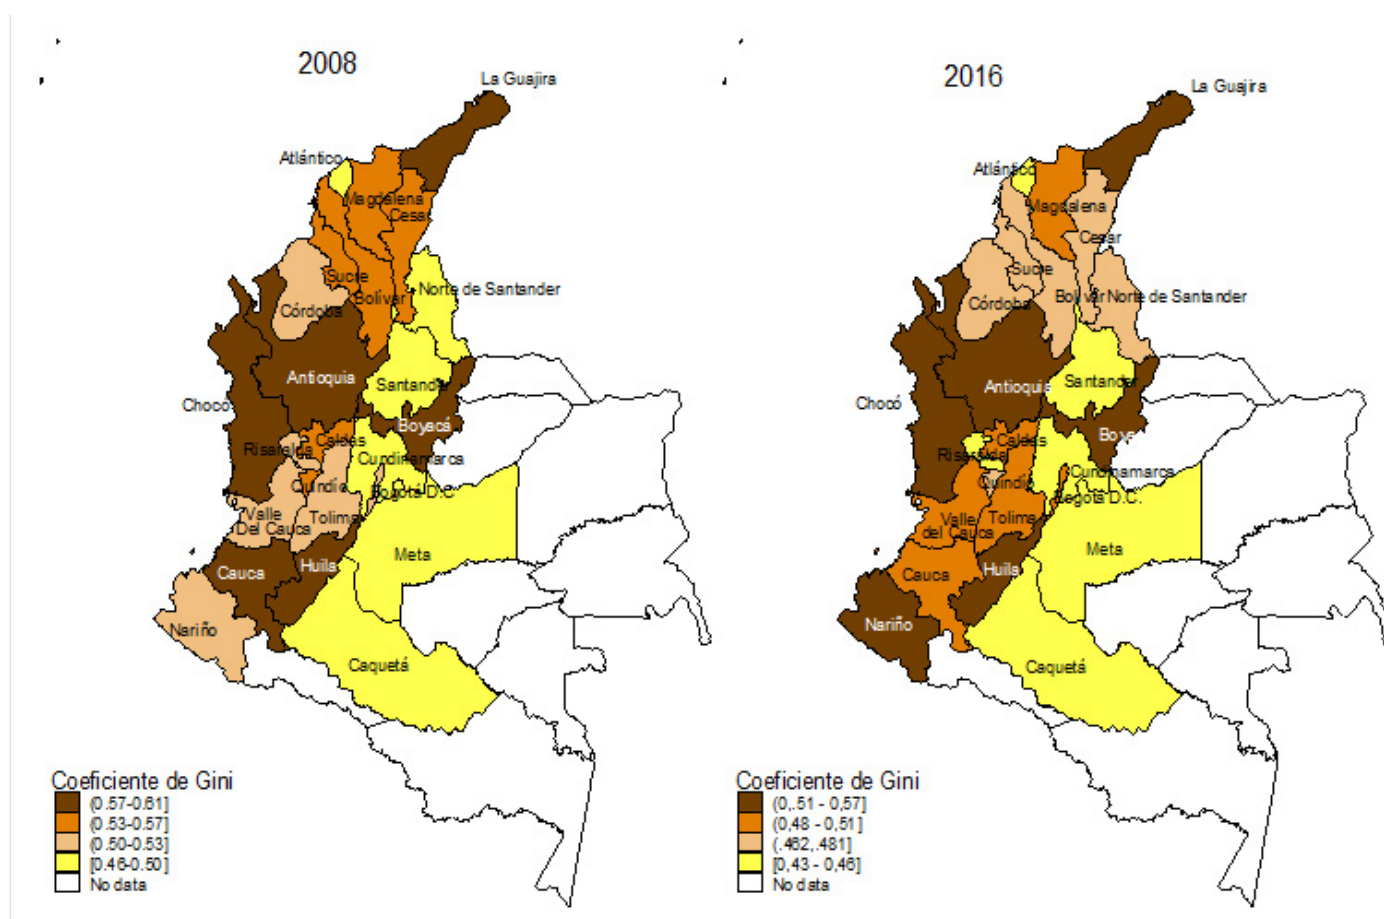 2008
La Guajira
Atlántico
Magdalena
Cesar
Sucre
Bolívar
Norte de Santander
Córdoba
Antioquia
Santander
Chocó
Boyacá
Risaralda
Caldas
Cundinamarca
Quindío
Bogotá D.C
Valle
Del Cauca
Tolima
Meta
Huila
Cauca
Nariño
Caquetá
Coeficiente de Gini
(0.57-0.61]
(0.53-0.57]
(0.50-0.53]
[0.46-0.50]
No data
2016
La Guajira
Atlántico
Magdalena
Cesar
Sucre
Bolívar
Norte de Santander
Córdoba
Santander
Antioquia
Chocó
Boy
Caldas
Risaralda
Cundinamarca
Quindío
Bogotá D.C.
Valle
del Cauca
Tolima
Meta
Huila
Cauca
Nariño
Caquetá
Coeficiente de Gini
(0,.51 - 0,57]
(0,48 - 0,51]
(.462,.481]
[0,43 - 0,46]
No data